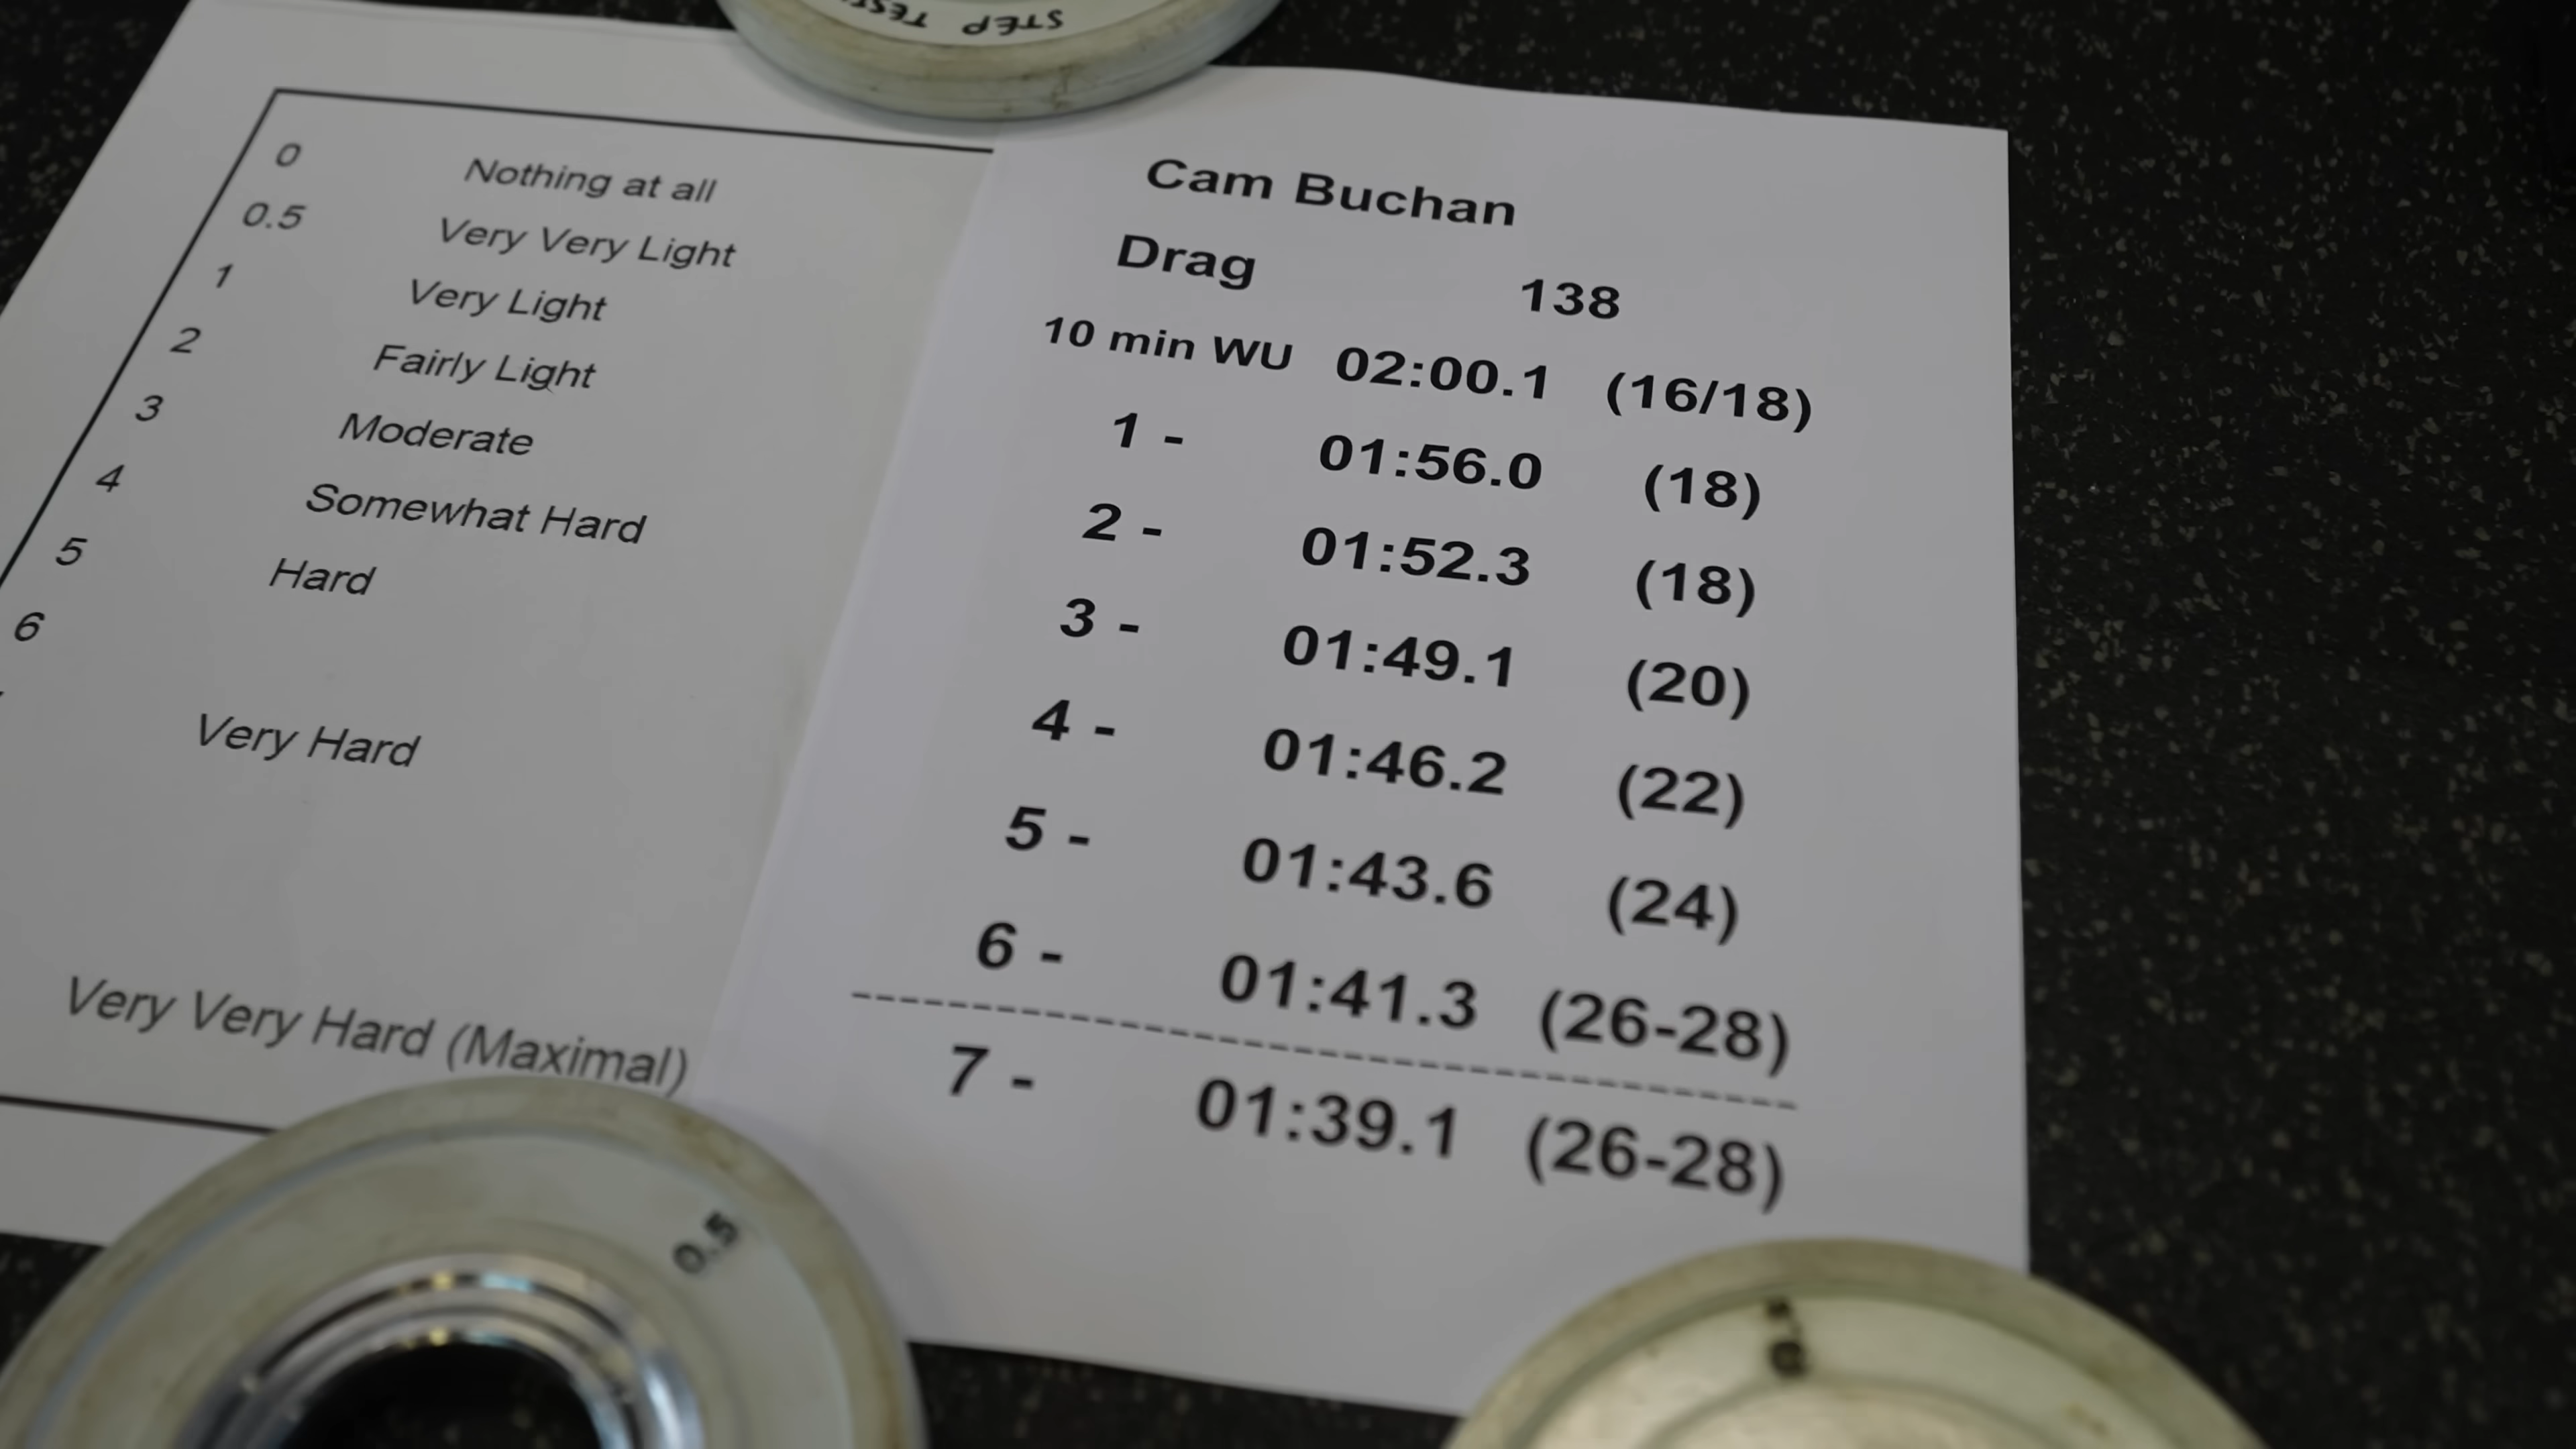 STEP TEST
0 Nothing at all
0.5 Very Very Light
1 Very Light
2 Fairly Light
3 Moderate
4 Somewhat Hard
5 Hard
6
Very Hard
Very Very Hard (Maximal)
Cam Buchan
Drag 138
10 min WU 02:00.1 (16/18)
1 - 01:56.0 (18)
2 - 01:52.3 (18)
3 - 01:49.1 (20)
4 - 01:46.2 (22)
5 - 01:43.6 (24)
6 - 01:41.3 (26-28)
7 - 01:39.1 (26-28)
0.5